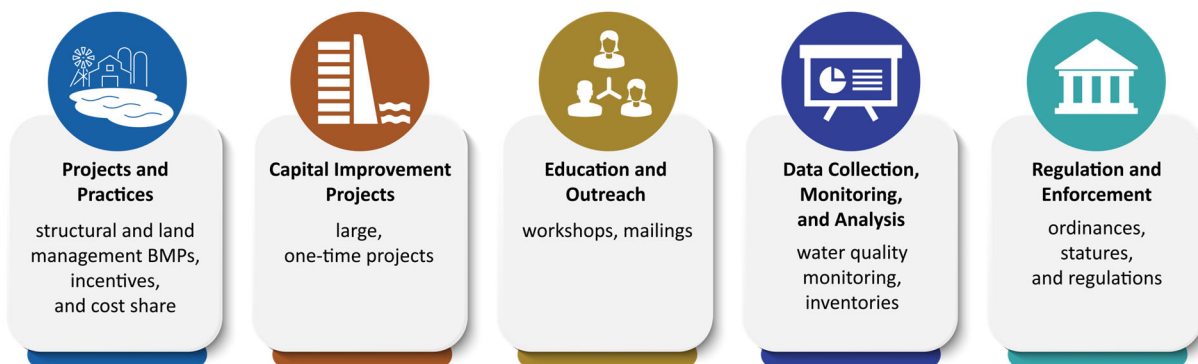 Projects and
Practices
structural and land
management BMPs,
incentives,
and cost share
Capital Improvement
Projects
large,
one-time projects
Education and
Outreach
workshops, mailings
Data Collection,
Monitoring,
and Analysis
water quality
monitoring,
inventories
Regulation and
Enforcement
ordinances,
statures,
and regulations